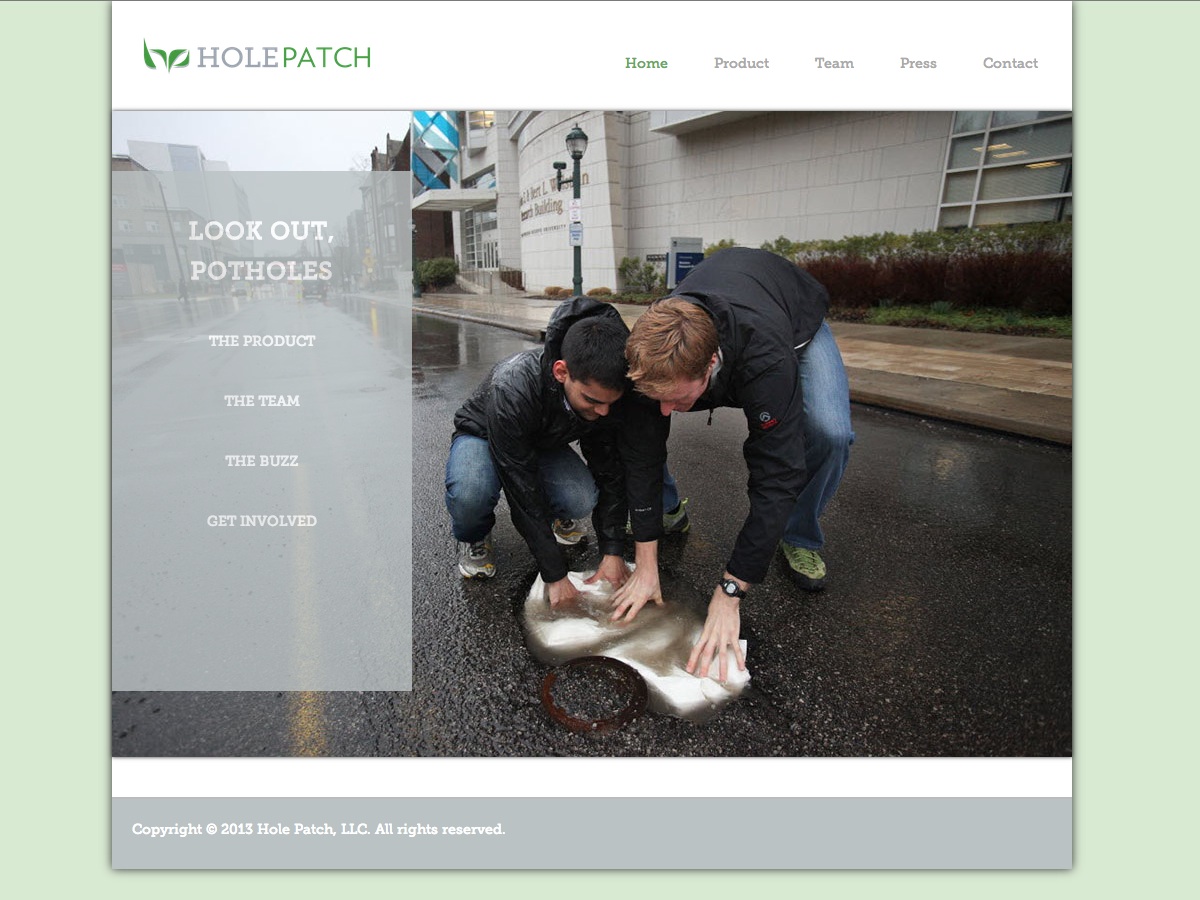 HOLEPATCH
Home Product Team Press Contact
LOOK OUT,
POTHOLES
THE PRODUCT
THE TEAM
THE BUZZ
GET INVOLVED
Building
Copyright © 2013 Hole Patch, LLC. All rights reserved.